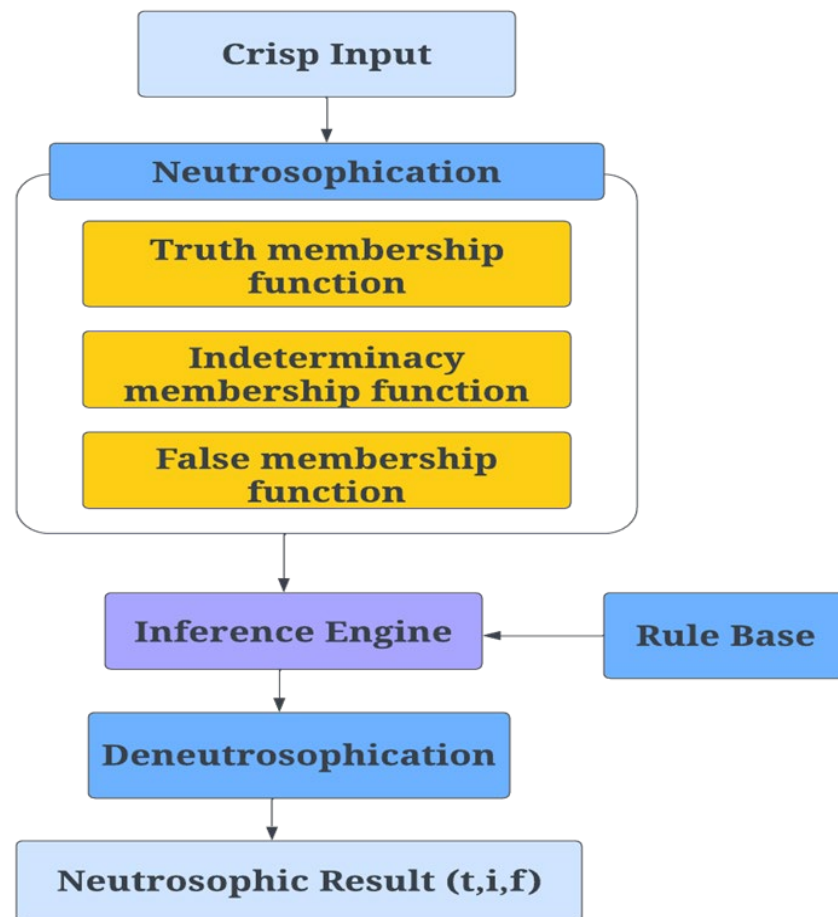 Crisp Input
Neutrosophication
Truth membership
function
Indeterminacy
membership function
False membership
function
Inference Engine
Rule Base
Deneutrosophication
Neutrosophic Result (t,i,f)